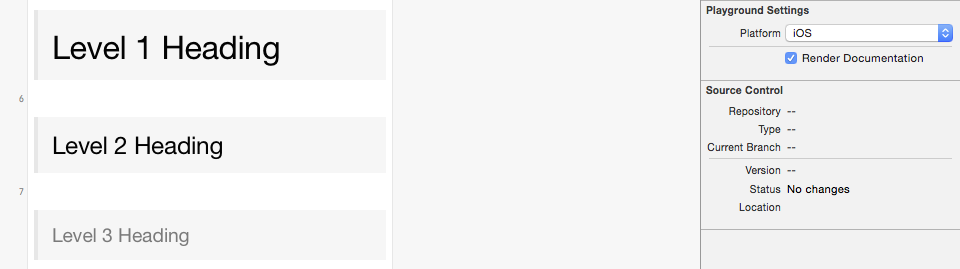 Level 1 Heading
6
Level 2 Heading
7
Level 3 Heading
Playground Settings
Platform iOS
Render Documentation
Source Control
Repository --
Type --
Current Branch --
Version --
Status No changes
Location